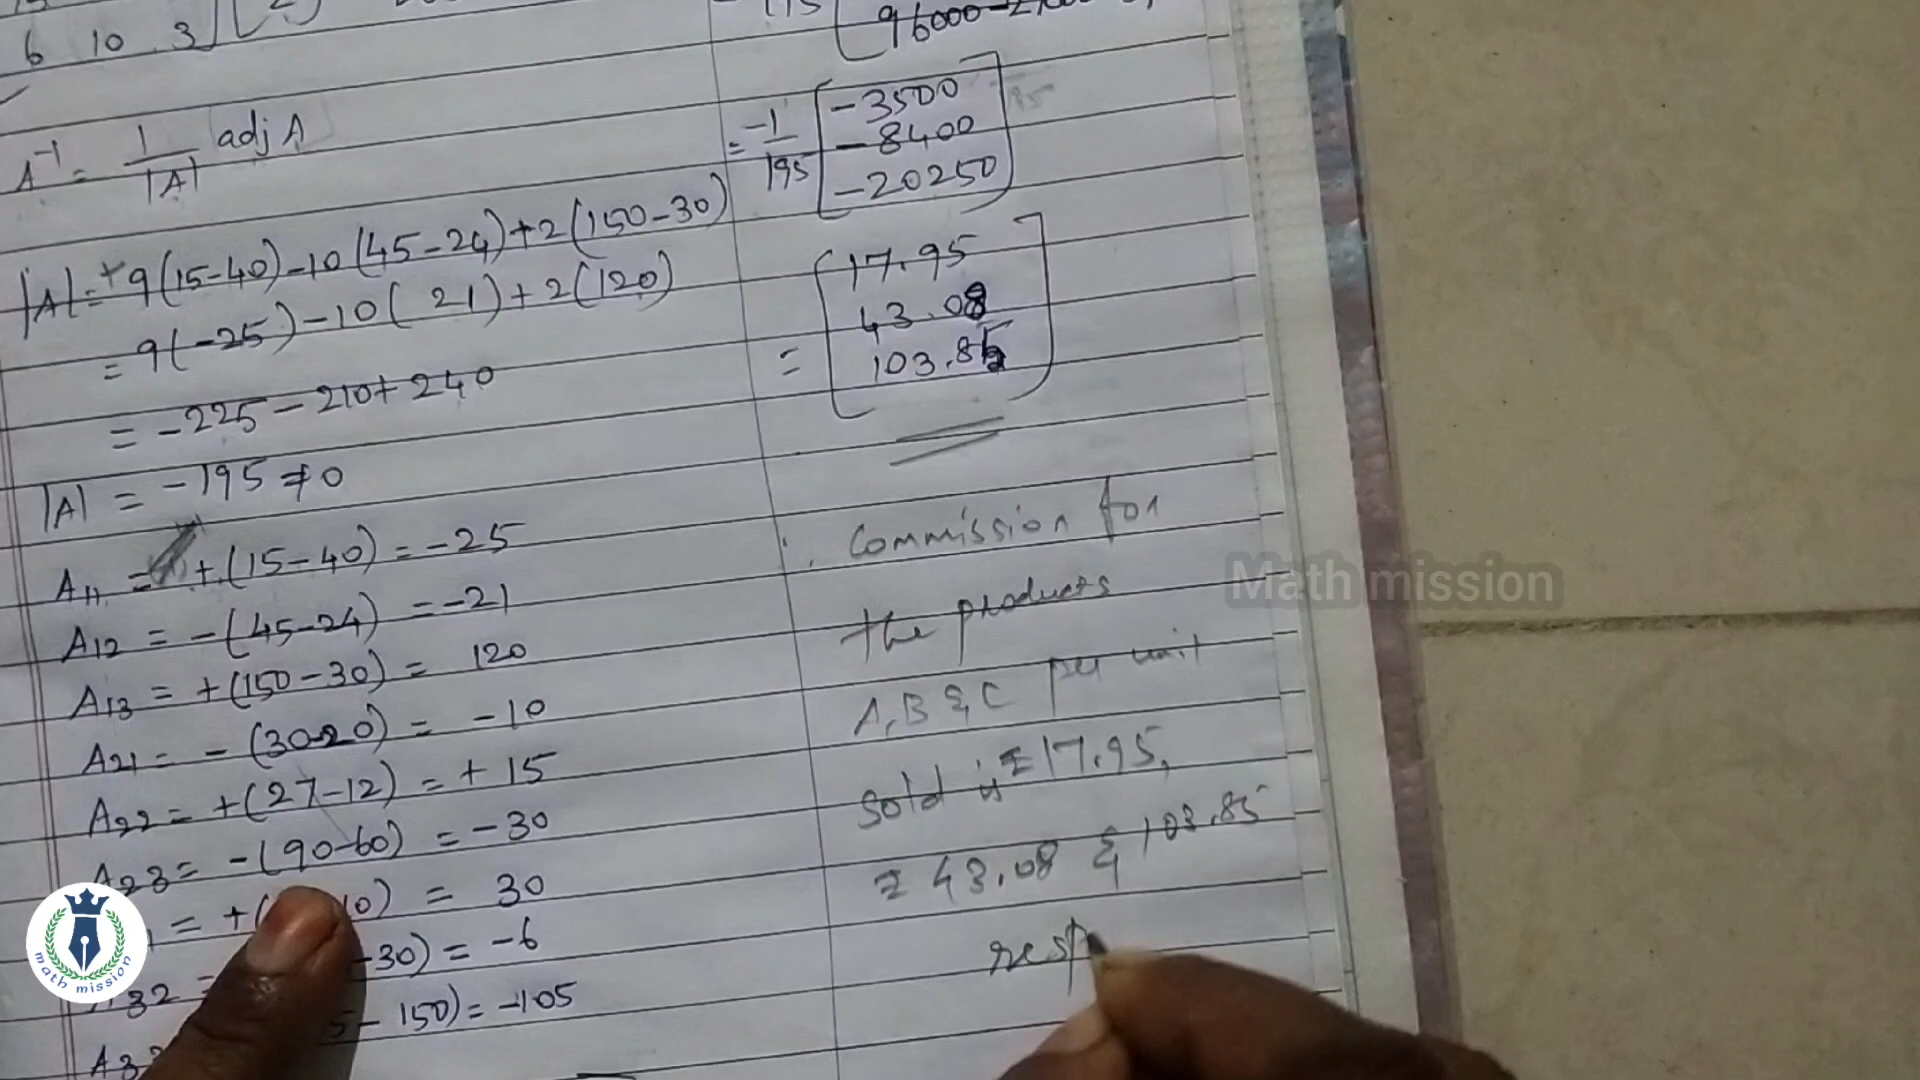 6 10 3
A⁻¹ = 1/|A| adj A
|A| = + 9(15-40)-10(45-24)+2(150-30)
= 9(-25)-10( 21)+2(120)
= -225-210+240
|A| = -195 ≠ 0
A₁₁ = +(15-40) = -25
A₁₂ = -(45-24) = -21
A₁₃ = +(150-30) = 120
A₂₁ = -(30-20) = -10
A₂₂ = +(27-12) = +15
A₂₃ = -(90-60) = -30
= +( 10) = 30
32 = -30) = -6
5-150) = -105
A3
96000
= -1/195 [-3500
-8400
-20250]
= [17.95
43.08
103.85]
Commission for
the products
A, B & C per unit
sold is ₹17.95,
₹ 43.08 & 103.85
resp
Math mission
math mission